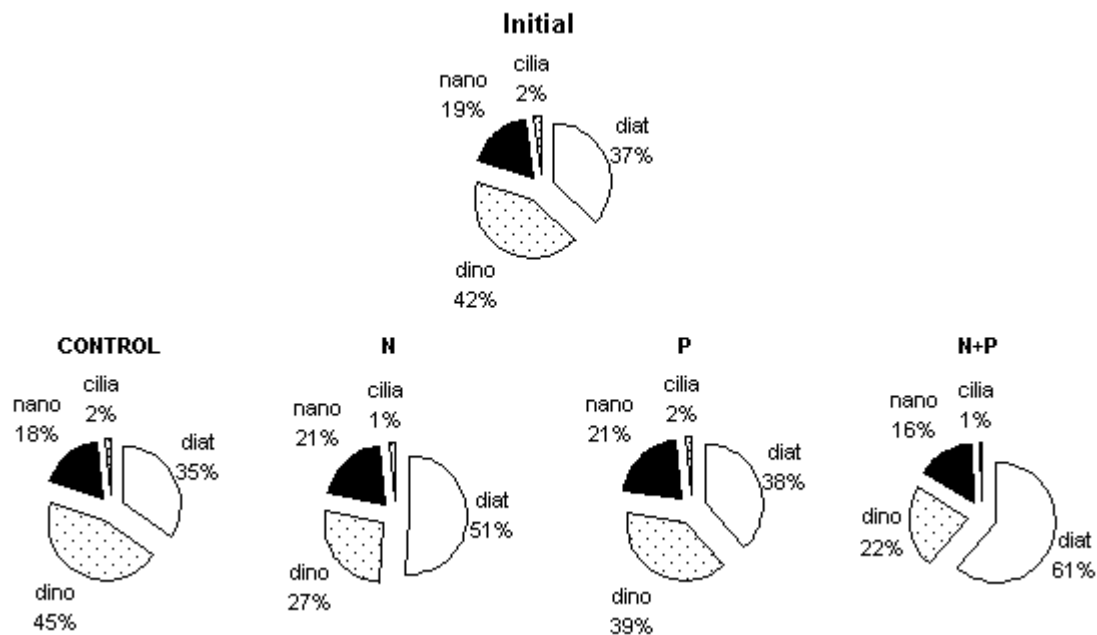 Initial
cilia
2%
nano
19%
diat
37%
dino
42%
CONTROL
cilia
2%
nano
18%
diat
35%
dino
45%
N
cilia
1%
nano
21%
diat
51%
dino
27%
P
cilia
2%
nano
21%
diat
38%
dino
39%
N+P
cilia
1%
nano
16%
dino
22%
diat
61%